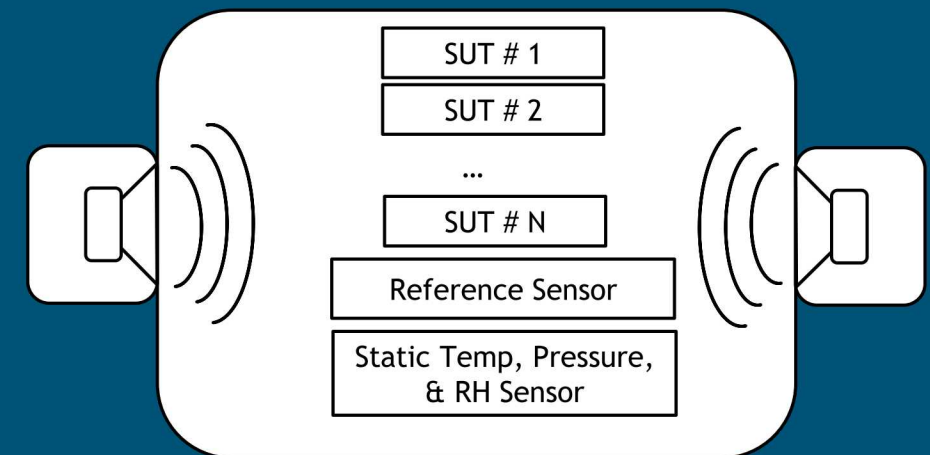 SUT # 1
SUT # 2
...
SUT # N
Reference Sensor
Static Temp, Pressure,
& RH Sensor